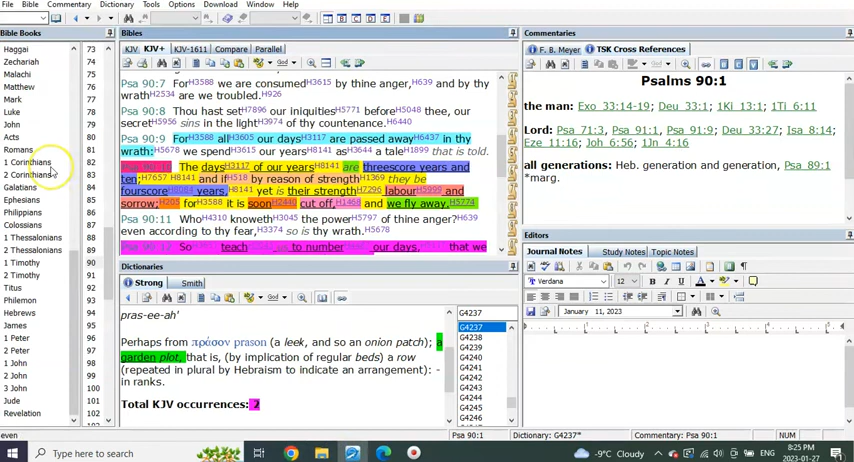 File Bible Commentary Dictionary Tools Options Download Window Help
Bible Books
Haggai
Zechariah
Malachi
Matthew
Mark
Luke
John
Acts
Romans
1 Corinthians
2 Corinthians
Galatians
Ephesians
Philippians
Colossians
1 Thessalonians
2 Thessalonians
1 Timothy
2 Timothy
Titus
Philemon
Hebrews
James
1 Peter
2 Peter
1 John
2 John
3 John
Jude
Revelation
73
74
75
76
77
78
79
80
81
82
83
84
85
86
87
88
89
90
91
92
93
94
95
96
97
98
99
100
101
102
Bibles
KJV KJV+ KJV-1611 Compare Parallel
Psa 90:7 For H3588 we are consumed H3615 by thine anger, H639 and by thy
wrath H2534 are we troubled. H926
Psa 90:8 Thou hast set H7896 our iniquities H5771 before H5048 thee, our
secret H5956 sins in the light H3974 of thy countenance. H6440
Psa 90:9 For H3588 all H3605 our days H3117 are passed away H6437 in thy
wrath: H5678 we spend H3615 our years H8141 as H3644 a tale H1899 that is told.
The days H3117 of our years H8141 are threescore years and
ten; H7657 H8141 and if H518 by reason of strength H1369 they be
fourscore H8084 years, H8141 yet is their strength H7296 labour H5999 and
sorrow; H205 for H3588 it is soon H2440 cut off, H1468 and we fly away. H5774
Psa 90:11 Who H4310 knoweth H3045 the power H5797 of thine anger? H639
even according to thy fear, H3374 so is thy wrath. H5678
So teach us to number our days, that we
Dictionaries
Strong Smith
pras-ee-ah'
Perhaps from πράσον prason (a leek, and so an onion patch); a
garden plot, that is, (by implication of regular beds) a row
(repeated in plural by Hebraism to indicate an arrangement): -
in ranks.
Total KJV occurrences: 2
G4237
G4237
G4238
G4239
G4240
G4241
G4242
G4243
G4244
G4245
G4246
Commentaries
F. B. Meyer TSK Cross References
Psalms 90:1
the man: Exo 33:14-19; Deu 33:1; 1Ki 13:1; 1Ti 6:11
Lord: Psa 71:3, Psa 91:1, Psa 91:9; Deu 33:27; Isa 8:14;
Eze 11:16; Joh 6:56; 1Jn 4:16
all generations: Heb. generation and generation, Psa 89:1
*marg.
Editors
Journal Notes Study Notes Topic Notes
Verdana 12 B I U
January 11, 2023
even Psa 90:1 Dictionary: G4237* Commentary: Psa 90:1 NUM
Type here to search
-9°C Cloudy ENG 8:25 PM
2023-01-27